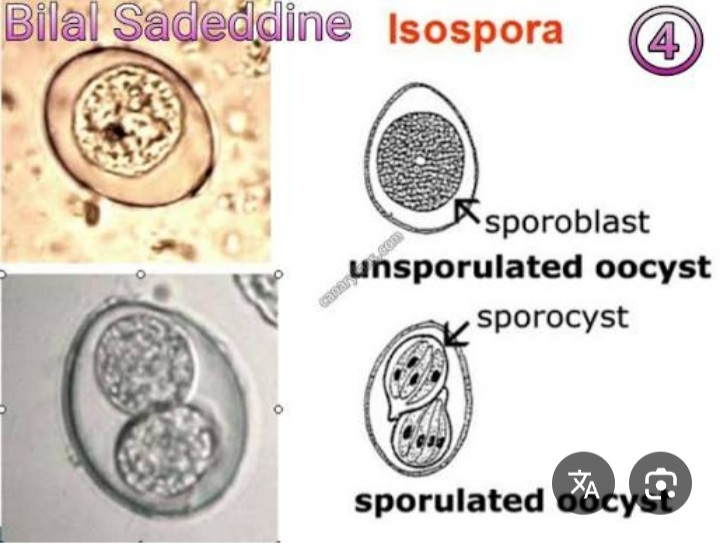 Bilal Sadeddine
Isospora
4
sporoblast
unsporulated oocyst
sporocyst
sporulated oocyst